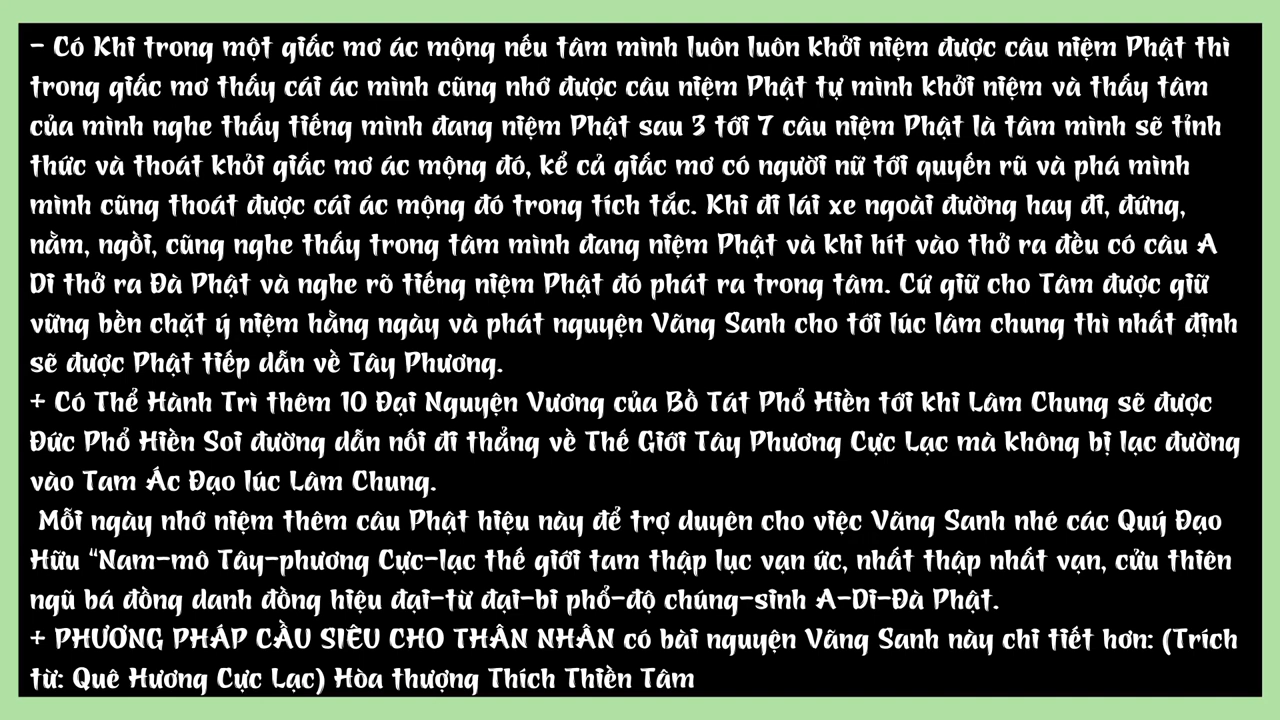 - Có Khi trong một giấc mơ ác mộng nếu tâm mình luôn luôn khởi niệm được câu niệm Phật thì
trong giấc mơ thấy cái ác mình cũng nhớ được câu niệm Phật tự mình khởi niệm và thấy tâm
của mình nghe thấy tiếng mình đang niệm Phật sau 3 tới 7 câu niệm Phật là tâm mình sẽ tỉnh
thức và thoát khỏi giấc mơ ác mộng đó, kể cả giấc mơ có người nữ tới quyến rũ và phá mình
mình cũng thoát được cái ác mộng đó trong tích tắc. Khi đi lái xe ngoài đường hay đi, đứng,
nằm, ngồi, cũng nghe thấy trong tâm mình đang niệm Phật và khi hít vào thở ra đều có câu A
Di thở ra Đà Phật và nghe rõ tiếng niệm Phật đó phát ra trong tâm. Cứ giữ cho Tâm được giữ
vững bền chặt ý niệm hằng ngày và phát nguyện Vãng Sanh cho tới lúc lâm chung thì nhất định
sẽ được Phật tiếp dẫn về Tây Phương.
+ Có Thể Hành Trì thêm 10 Đại Nguyện Vương của Bồ Tát Phổ Hiền tới khi Lâm Chung sẽ được
Đức Phổ Hiền Soi đường dẫn nối đi thẳng về Thế Giới Tây Phương Cực Lạc mà không bị lạc đường
vào Tam Ác Đạo lúc Lâm Chung.
Mỗi ngày nhớ niệm thêm câu Phật hiệu này để trợ duyên cho việc Vãng Sanh nhé các Quý Đạo
Hữu "Nam-mô Tây-phương Cực-lạc thế giới tam thập lục vạn ức, nhất thập nhất vạn, cửu thiên
ngũ bá đồng danh đồng hiệu đại-từ đại-bi phổ-độ chúng-sinh A-Di-Đà Phật.
+ PHƯƠNG PHÁP CẦU SIÊU CHO THÂN NHÂN có bài nguyện Vãng Sanh này chi tiết hơn: (Trích
từ: Quê Hương Cực Lạc) Hòa thượng Thích Thiền Tâm